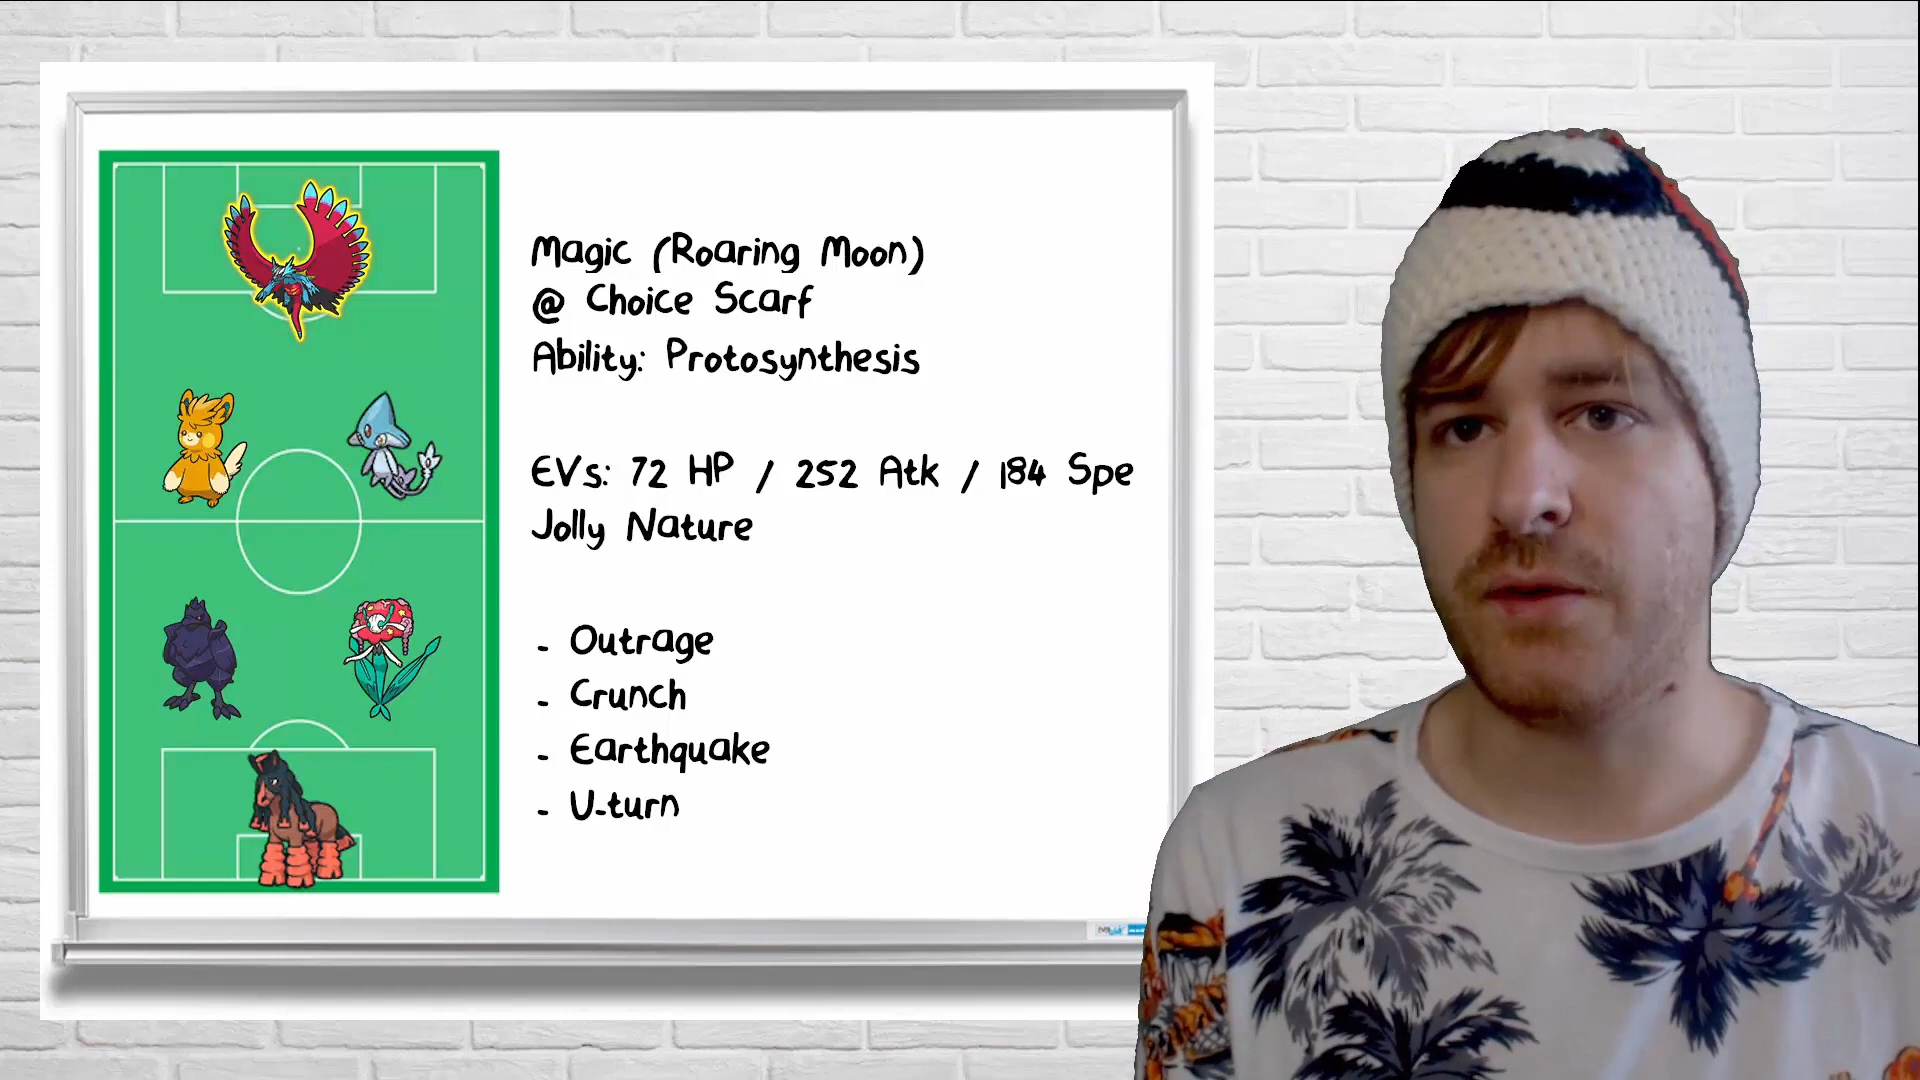 Magic (Roaring Moon)
@ Choice Scarf
Ability: Protosynthesis
EVs: 72 HP / 252 Atk / 184 Spe
Jolly Nature
- Outrage
- Crunch
- Earthquake
- U-turn